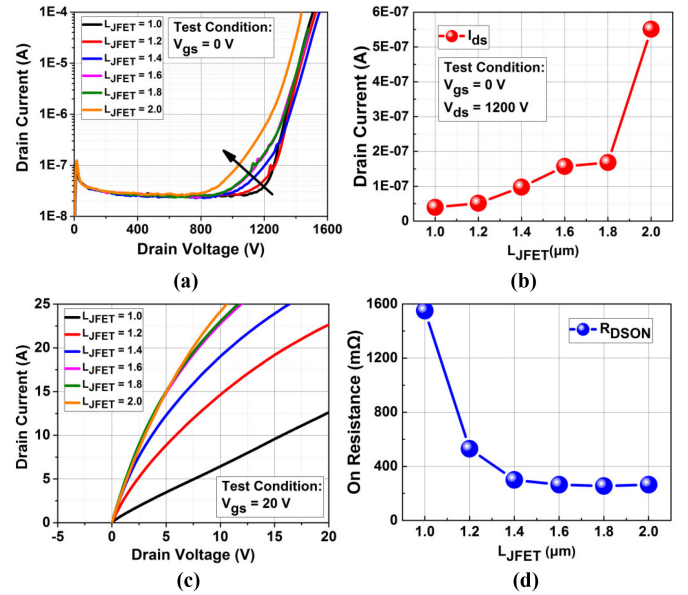 1E-4
1E-5
1E-6
1E-7
1E-8
Drain Current (A)
L_JFET = 1.0
L_JFET = 1.2
L_JFET = 1.4
L_JFET = 1.6
L_JFET = 1.8
L_JFET = 2.0
Test Condition:
V_gs = 0 V
0 400 800 1200 1600
Drain Voltage (V)
(a)
6E-07
5E-07
4E-07
3E-07
2E-07
1E-07
0
Drain Current (A)
I_ds
Test Condition:
V_gs = 0 V
V_ds = 1200 V
1.0 1.2 1.4 1.6 1.8 2.0
L_JFET(μm)
(b)
25
20
15
10
5
0
Drain Current (A)
L_JFET = 1.0
L_JFET = 1.2
L_JFET = 1.4
L_JFET = 1.6
L_JFET = 1.8
L_JFET = 2.0
Test Condition:
V_gs = 20 V
-5 0 5 10 15 20
Drain Voltage (V)
(c)
1600
1200
800
400
0
On Resistance (mΩ)
R_DSON
1.0 1.2 1.4 1.6 1.8 2.0
L_JFET (μm)
(d)